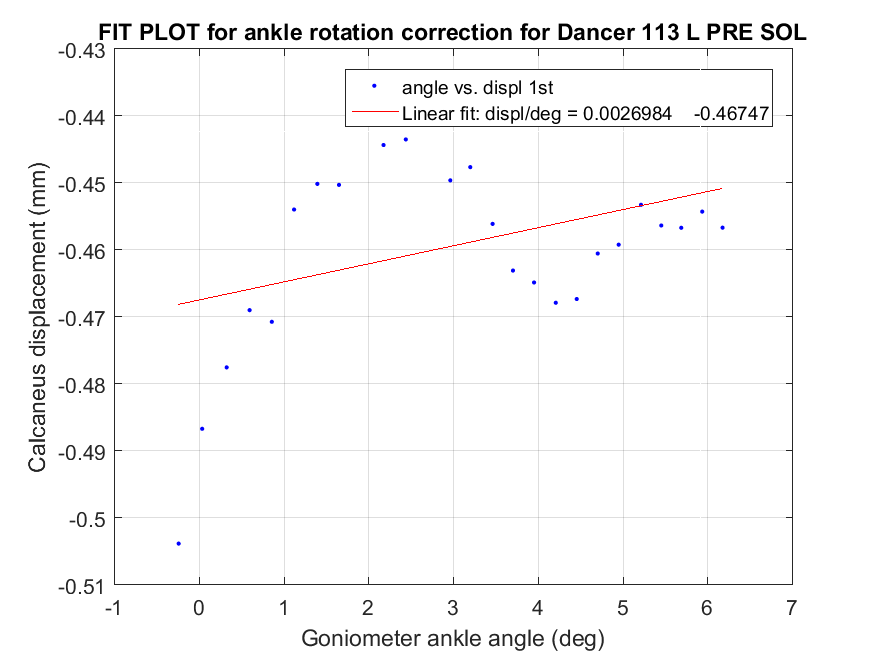 FIT PLOT for ankle rotation correction for Dancer 113 L PRE SOL
-0.43
angle vs. displ 1st
Linear fit: displ/deg = 0.0026984 -0.46747
-0.44
-0.45
-0.46
-0.47
-0.48
-0.49
-0.5
-0.51
Calcaneus displacement (mm)
-1 0 1 2 3 4 5 6 7
Goniometer ankle angle (deg)